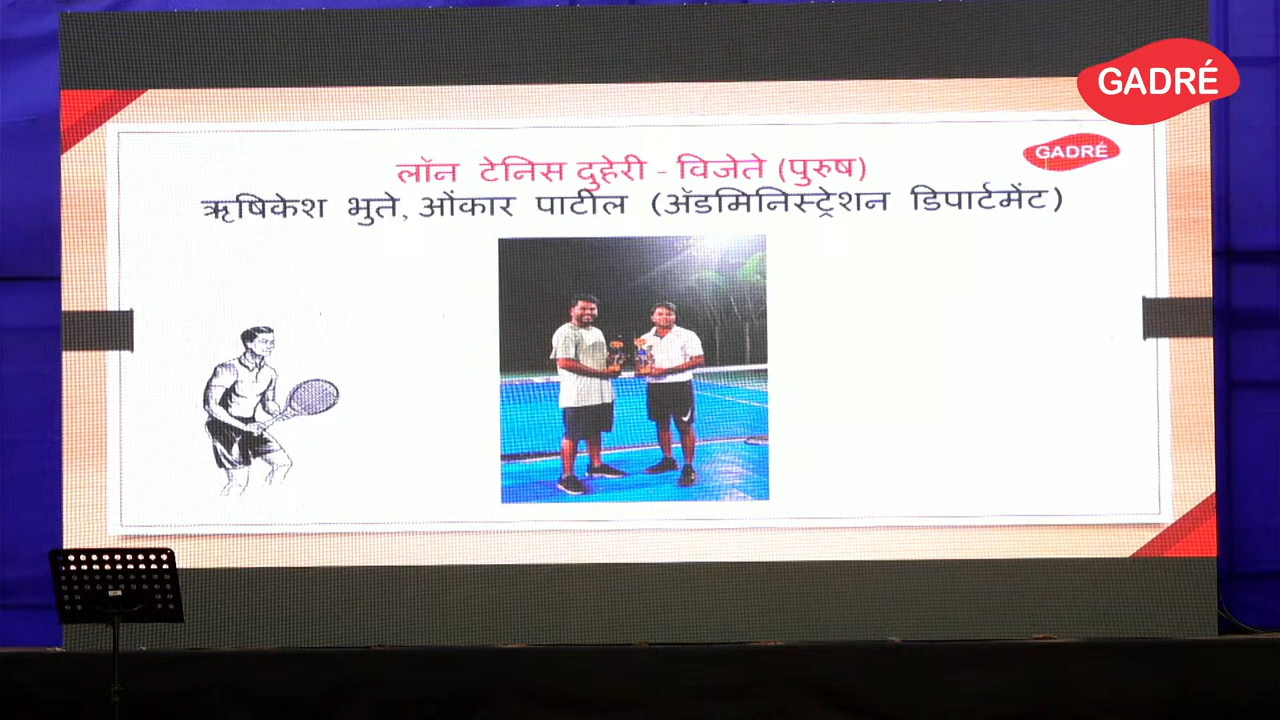 GADRÉ
GADRÉ
लॉन टेनिस दुहेरी - विजेते (पुरुष)
ऋषिकेश भुते, ओंकार पाटील (ॲडमिनिस्ट्रेशन डिपार्टमेंट)